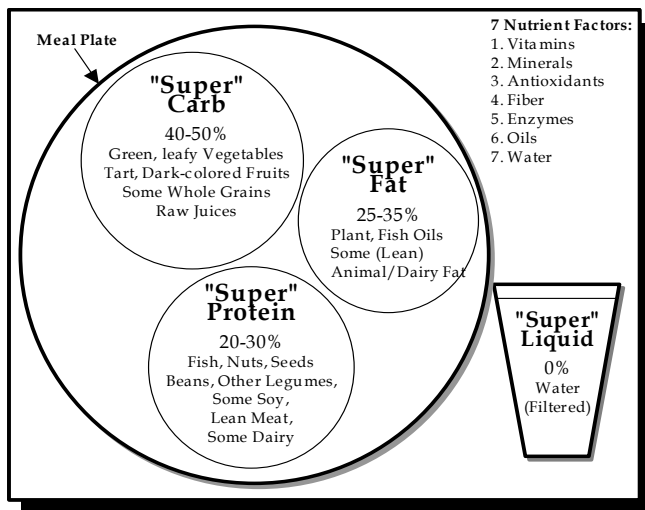 Meal Plate
"Super"
Carb
40-50%
Green, leafy Vegetables
Tart, Dark-colored Fruits
Some Whole Grains
Raw Juices
"Super"
Fat
25-35%
Plant, Fish Oils
Some (Lean)
Animal/Dairy Fat
"Super"
Protein
20-30%
Fish, Nuts, Seeds
Beans, Other Legumes,
Some Soy,
Lean Meat,
Some Dairy
7 Nutrient Factors:
1. Vitamins
2. Minerals
3. Antioxidants
4. Fiber
5. Enzymes
6. Oils
7. Water
"Super"
Liquid
0%
Water
(Filtered)